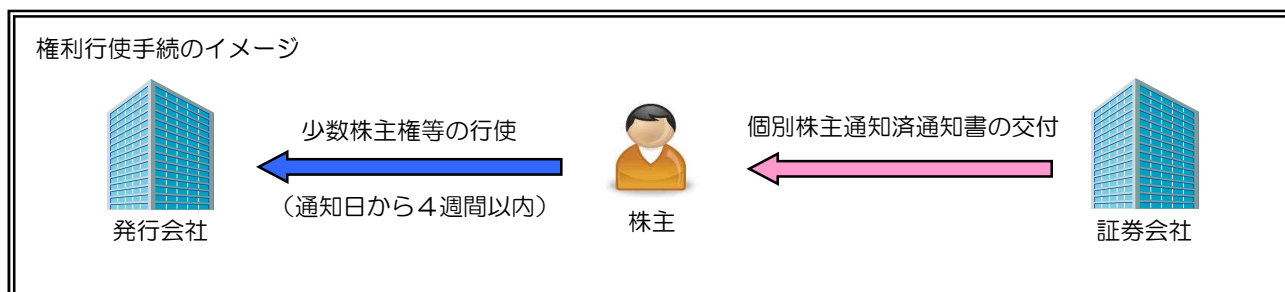 権利行使手続のイメージ
少数株主権等の行使
個別株主通知済通知書の交付
（通知日から４週間以内）
発行会社
株主
証券会社